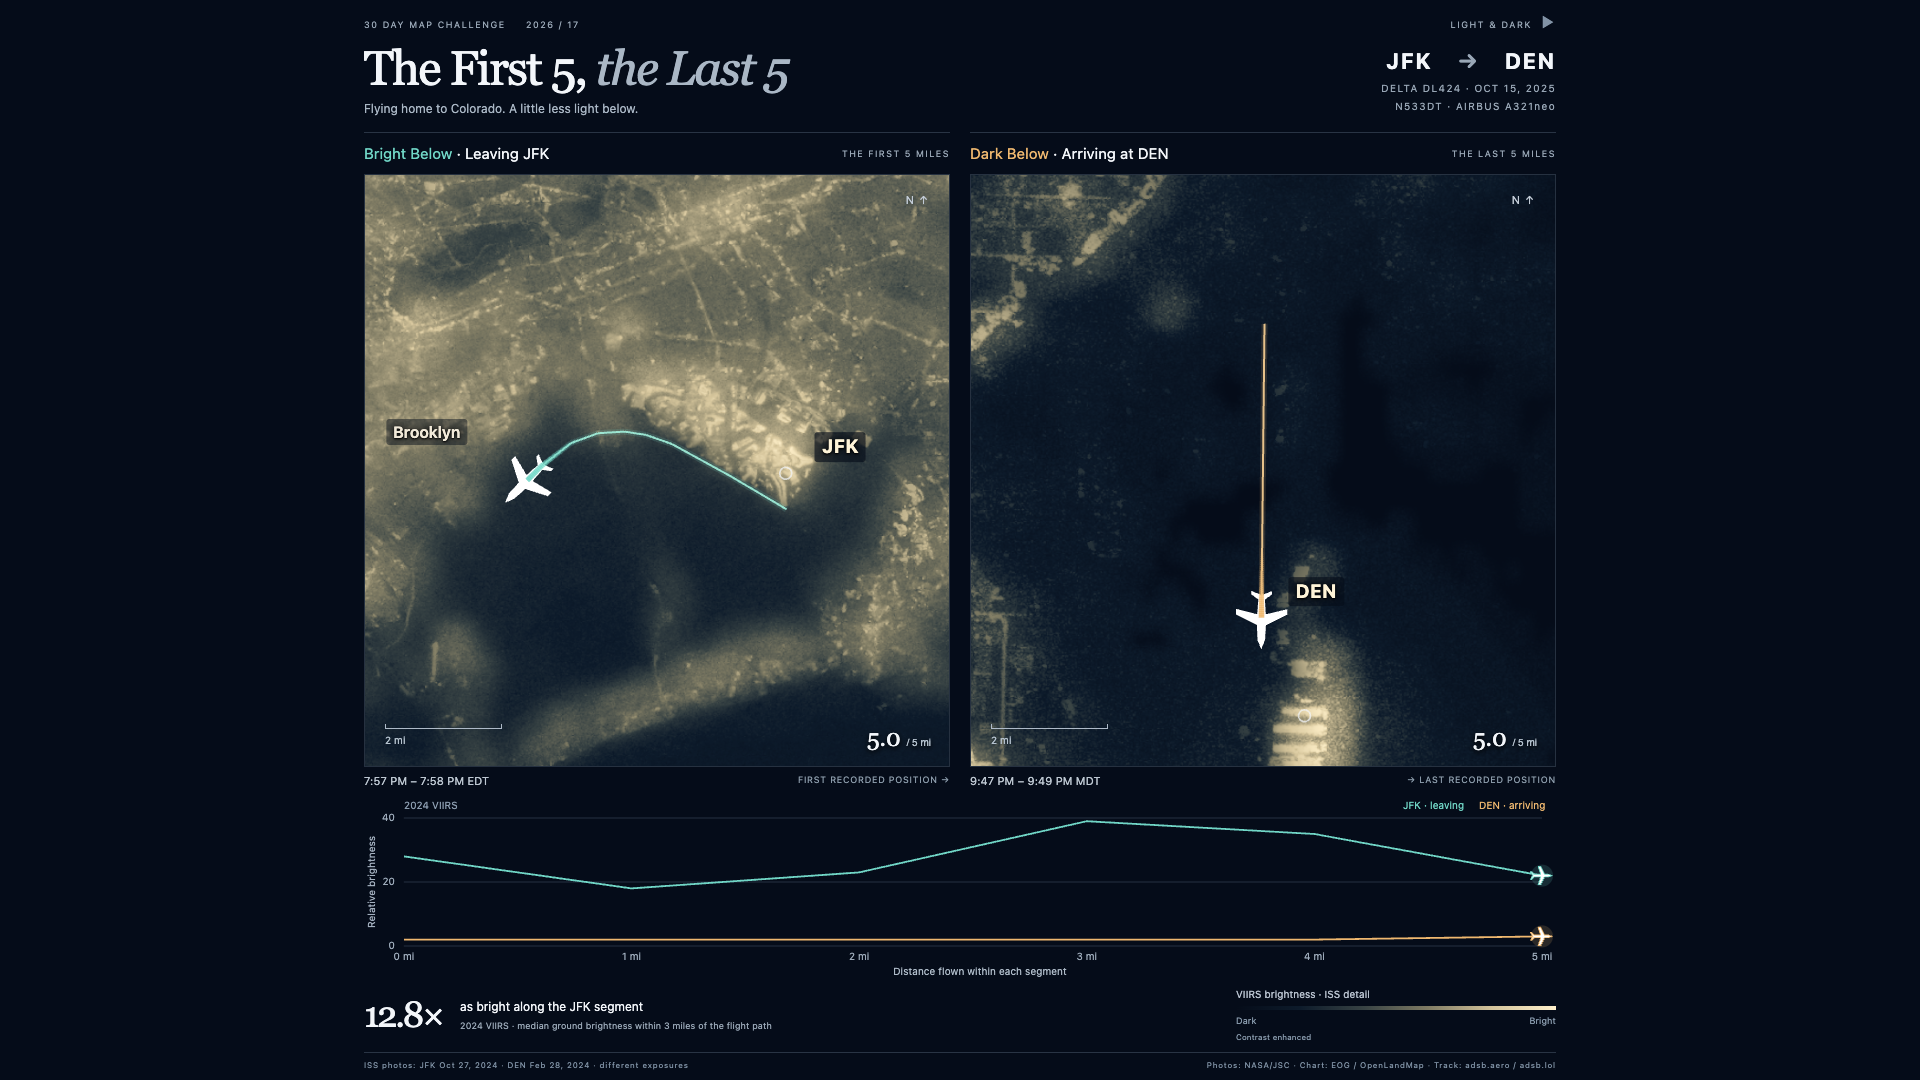 30 DAY MAP CHALLENGE 2026 / 17
LIGHT & DARK
The First 5, the Last 5
JFK → DEN
Flying home to Colorado. A little less light below.
DELTA DL424 · OCT 15, 2025
N533DT · AIRBUS A321neo
Bright Below · Leaving JFK
THE FIRST 5 MILES
Dark Below · Arriving at DEN
THE LAST 5 MILES
N ↑
Brooklyn
JFK
2 mi
5.0 / 5 mi
N ↑
DEN
2 mi
5.0 / 5 mi
7:57 PM – 7:58 PM EDT
FIRST RECORDED POSITION →
9:47 PM – 9:49 PM MDT
→ LAST RECORDED POSITION
2024 VIIRS
JFK · leaving DEN · arriving
Relative brightness
40
20
0
0 mi 1 mi 2 mi 3 mi 4 mi 5 mi
Distance flown within each segment
12.8×
as bright along the JFK segment
2024 VIIRS · median ground brightness within 3 miles of the flight path
VIIRS brightness · ISS detail
Dark Bright
Contrast enhanced
ISS photos: JFK Oct 27, 2024 · DEN Feb 28, 2024 · different exposures
Photos: NASA/JSC · Chart: EOG / OpenLandMap · Track: adsb.aero / adsb.lol